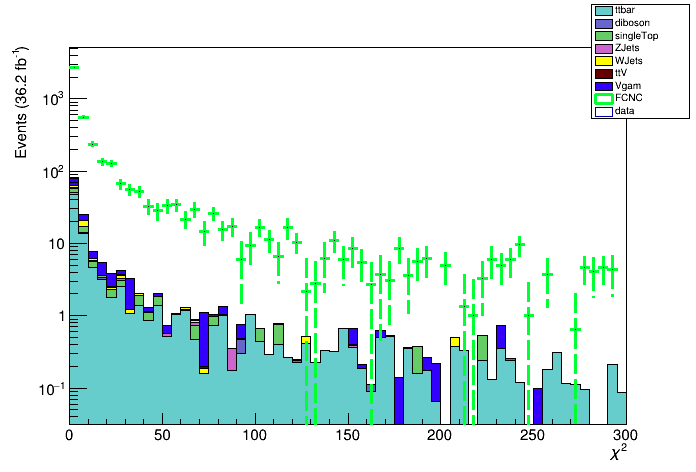 ttbar
diboson
singleTop
ZJets
WJets
ttV
Vgam
FCNC
data
Events (36.2 fb⁻¹)
10³
10²
10
1
10⁻¹
0 50 100 150 200 250 300
χ²